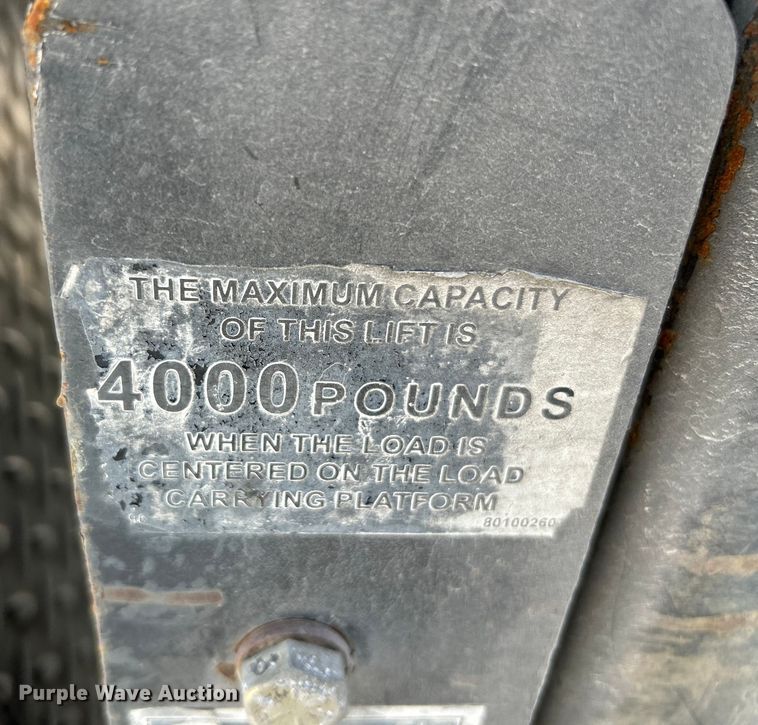 THE MAXIMUM CAPACITY
OF THIS LIFT IS
4000 POUNDS
WHEN THE LOAD IS
CENTERED ON THE LOAD
CARRYING PLATFORM
80100260
Purple Wave Auction